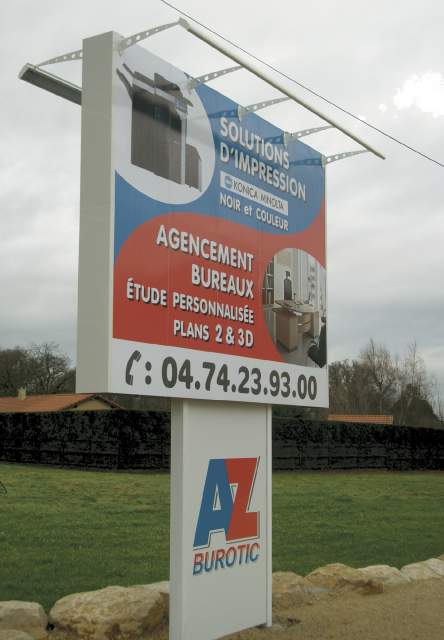 SOLUTIONS
D'IMPRESSION
KONICA MINOLTA
NOIR et COULEUR
AGENCEMENT
BUREAUX
ÉTUDE PERSONNALISÉE
PLANS 2 & 3D
: 04.74.23.93.00
AZ
BUROTIC